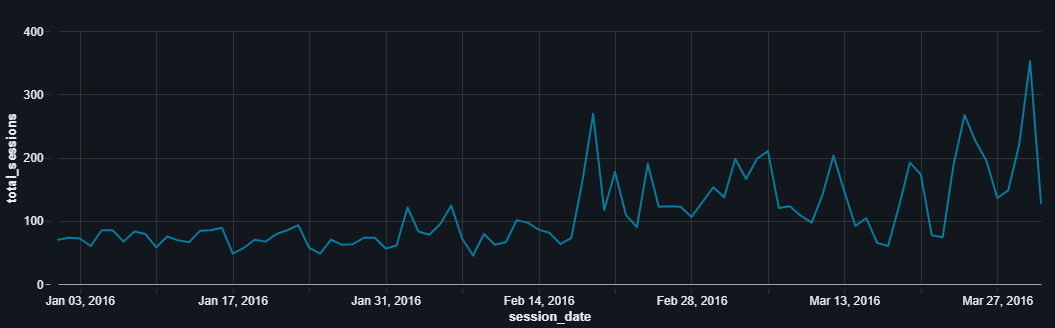 400
300
200
100
0
total_sessions
Jan 03, 2016 Jan 17, 2016 Jan 31, 2016 Feb 14, 2016 Feb 28, 2016 Mar 13, 2016 Mar 27, 2016
session_date